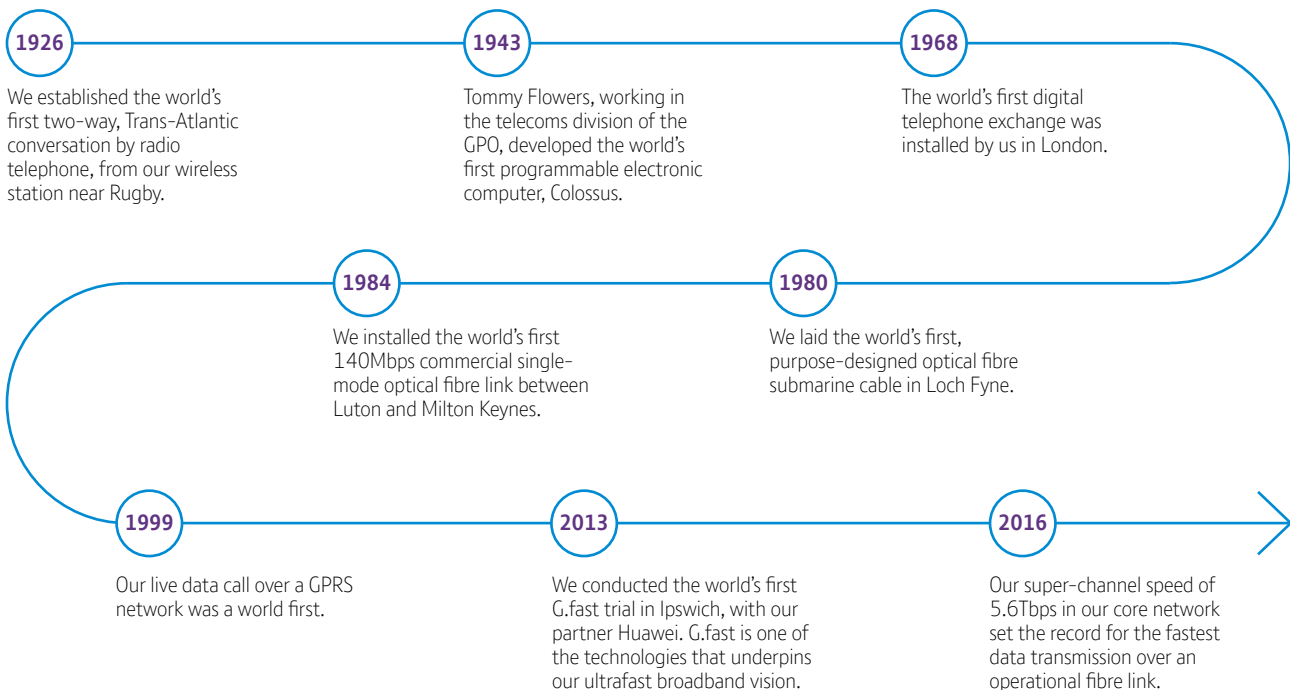 1926
We established the world's
first two-way, Trans-Atlantic
conversation by radio
telephone, from our wireless
station near Rugby.
1943
Tommy Flowers, working in
the telecoms division of the
GPO, developed the world's
first programmable electronic
computer, Colossus.
1968
The world's first digital
telephone exchange was
installed by us in London.
1980
We laid the world's first,
purpose-designed optical fibre
submarine cable in Loch Fyne.
1984
We installed the world's first
140Mbps commercial single-
mode optical fibre link between
Luton and Milton Keynes.
1999
Our live data call over a GPRS
network was a world first.
2013
We conducted the world's first
G.fast trial in Ipswich, with our
partner Huawei. G.fast is one of
the technologies that underpins
our ultrafast broadband vision.
2016
Our super-channel speed of
5.6Tbps in our core network
set the record for the fastest
data transmission over an
operational fibre link.